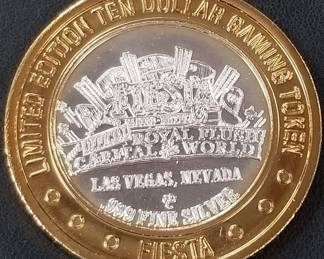 LIMITED EDITION TEN DOLLAR GAMING TOKEN
FIESTA
ROYAL FLUSH
CAPITAL OF THE WORLD
LAS VEGAS, NEVADA
.999 FINE SILVER
FIESTA